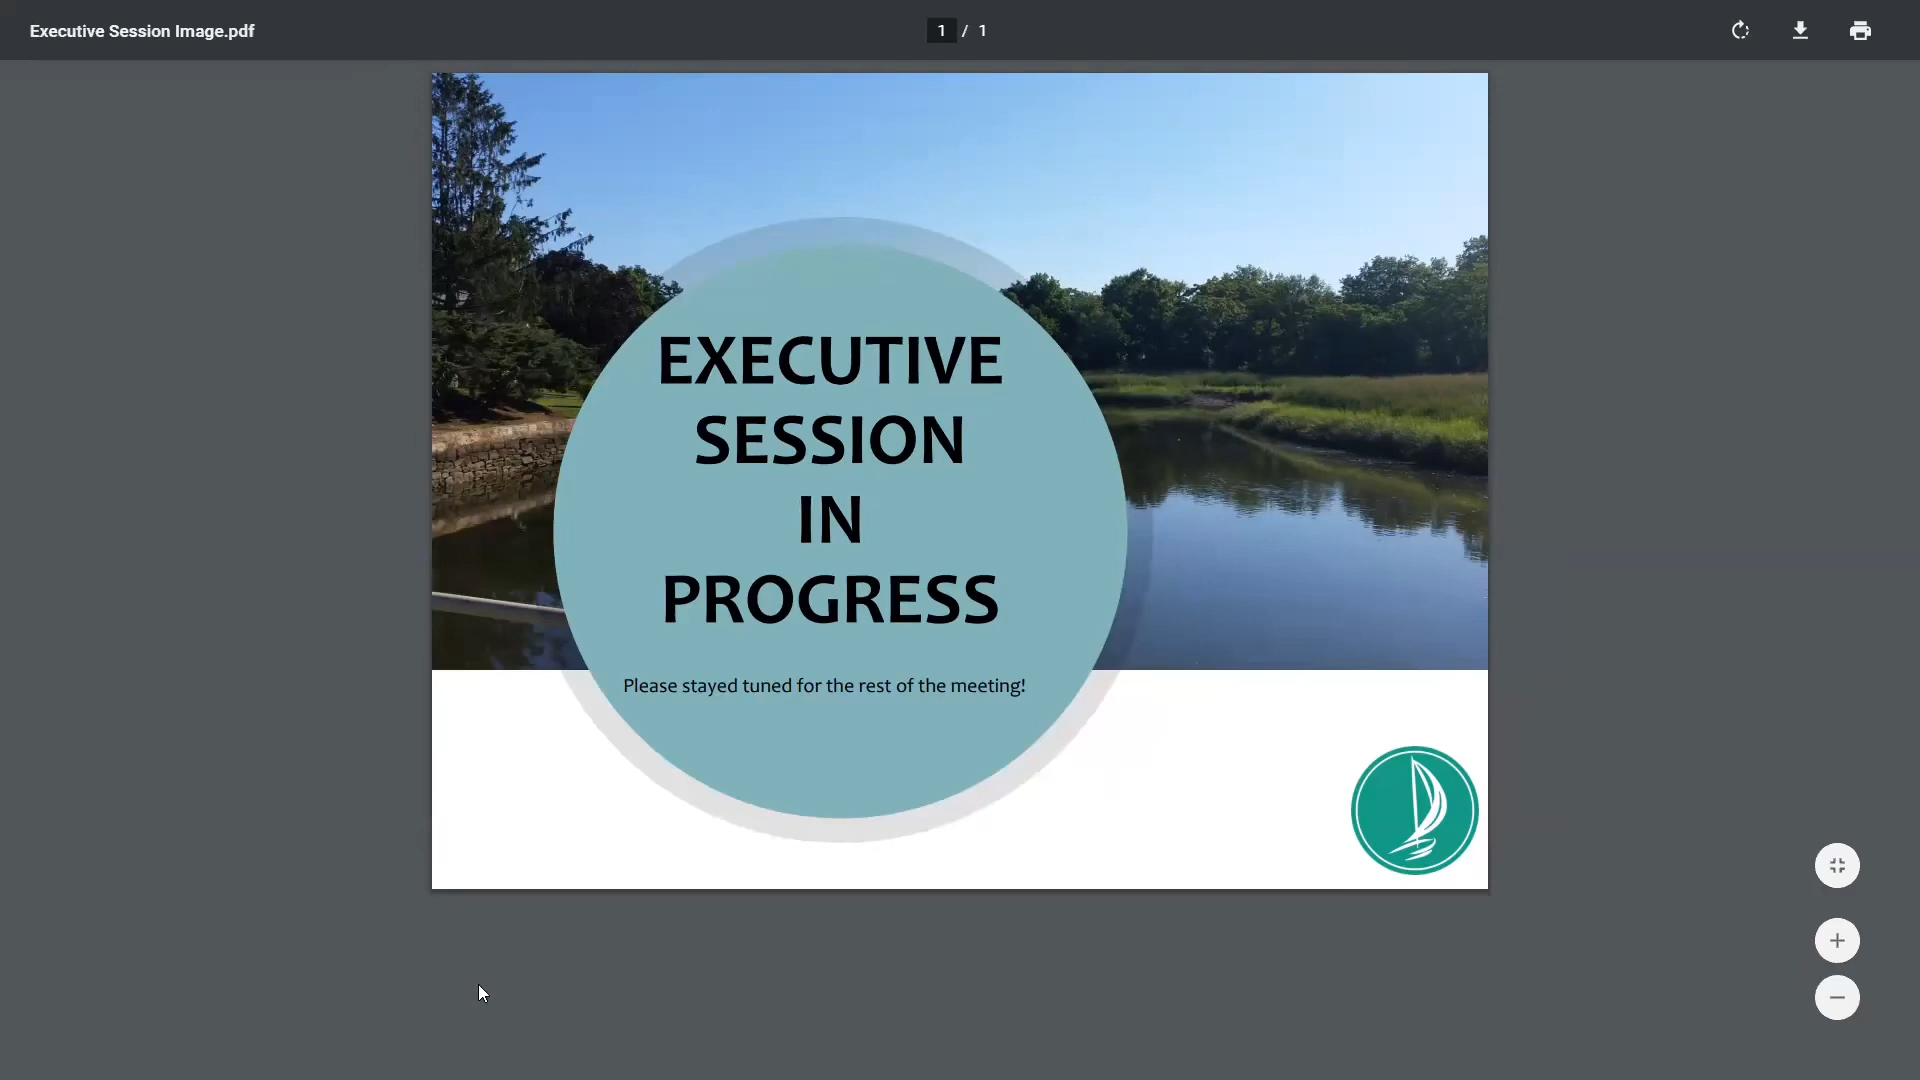 Executive Session Image.pdf
1 / 1
EXECUTIVE
SESSION
IN
PROGRESS
Please stayed tuned for the rest of the meeting!